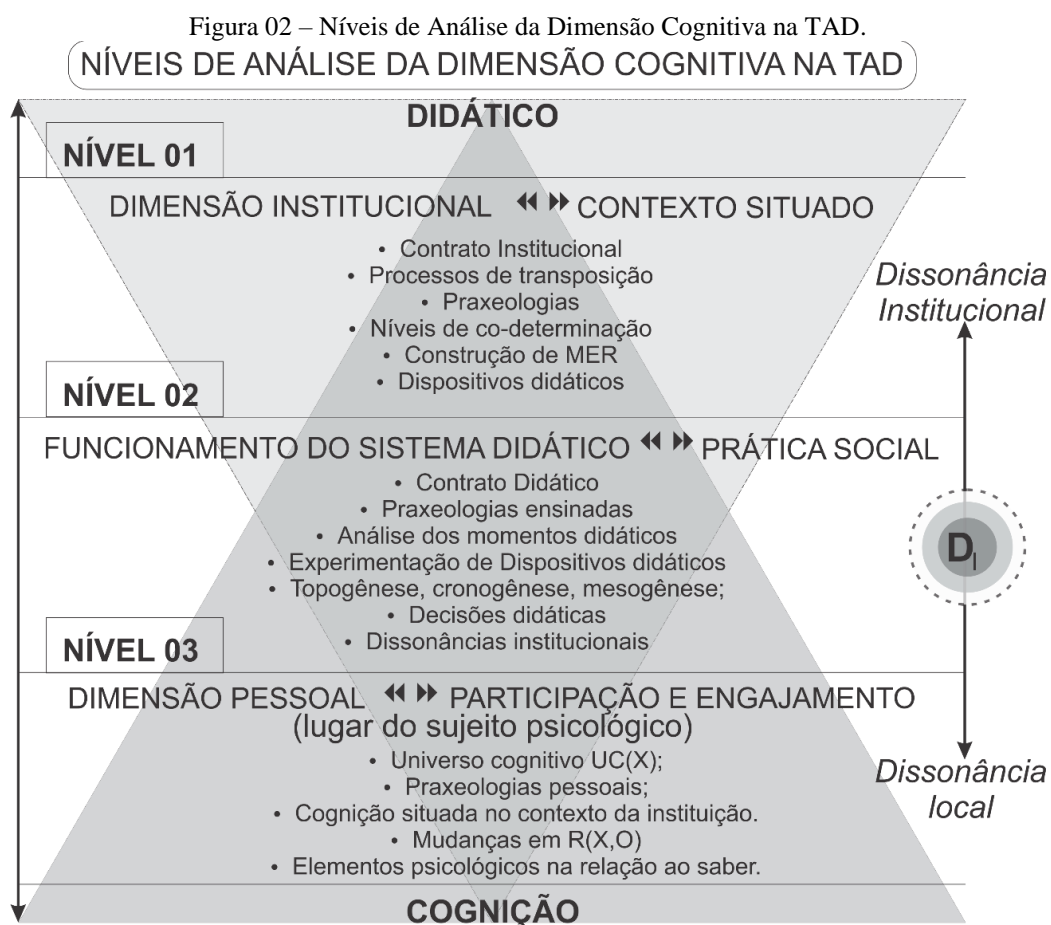 Figura 02 – Níveis de Análise da Dimensão Cognitiva na TAD.
NÍVEIS DE ANÁLISE DA DIMENSÃO COGNITIVA NA TAD
DIDÁTICO
NÍVEL 01
DIMENSÃO INSTITUCIONAL CONTEXTO SITUADO
• Contrato Institucional
• Processos de transposição
• Praxeologias
• Níveis de co-determinação
• Construção de MER
• Dispositivos didáticos
Dissonância
Institucional
NÍVEL 02
FUNCIONAMENTO DO SISTEMA DIDÁTICO PRÁTICA SOCIAL
• Contrato Didático
• Praxeologias ensinadas
• Análise dos momentos didáticos
• Experimentação de Dispositivos didáticos
• Topogênese, cronogênese, mesogênese;
• Decisões didáticas
• Dissonâncias institucionais
DI
NÍVEL 03
DIMENSÃO PESSOAL PARTICIPAÇÃO E ENGAJAMENTO
(lugar do sujeito psicológico)
• Universo cognitivo UC(X);
• Praxeologias pessoais;
• Cognição situada no contexto da instituição.
• Mudanças em R(X,O)
• Elementos psicológicos na relação ao saber.
Dissonância
local
COGNIÇÃO